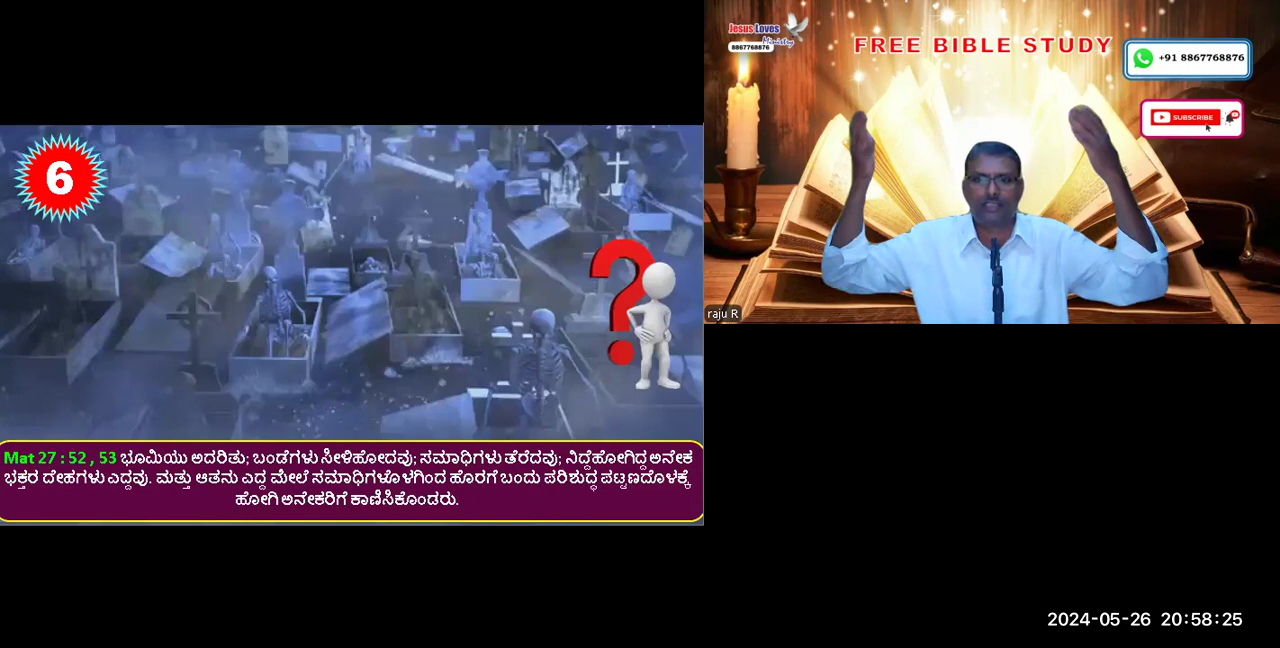 6
Mat 27 : 52 , 53 ಭೂಮಿಯು ಅದರಿತು; ಬಂಡೆಗಳು ಸೀಳಿಹೋದವು; ಸಮಾಧಿಗಳು ತೆರೆದವು; ನಿದ್ದೆಹೋಗಿದ್ದ ಅನೇಕ
ಭಕ್ತರ ದೇಹಗಳು ಎದ್ದವು. ಮತ್ತು ಆತನು ಎದ್ದ ಮೇಲೆ ಸಮಾಧಿಗಳೊಳಗಿಂದ ಹೊರಗೆ ಬಂದು ಪರಿಶುದ್ಧ ಪಟ್ಟಣದೊಳಕ್ಕೆ
ಹೋಗಿ ಅನೇಕರಿಗೆ ಕಾಣಿಸಿಕೊಂಡರು.
Jesus Loves
Ministry
8867768876
FREE BIBLE STUDY
+91 8867768876
SUBSCRIBE
raju R
2024-05-26 20:58:25